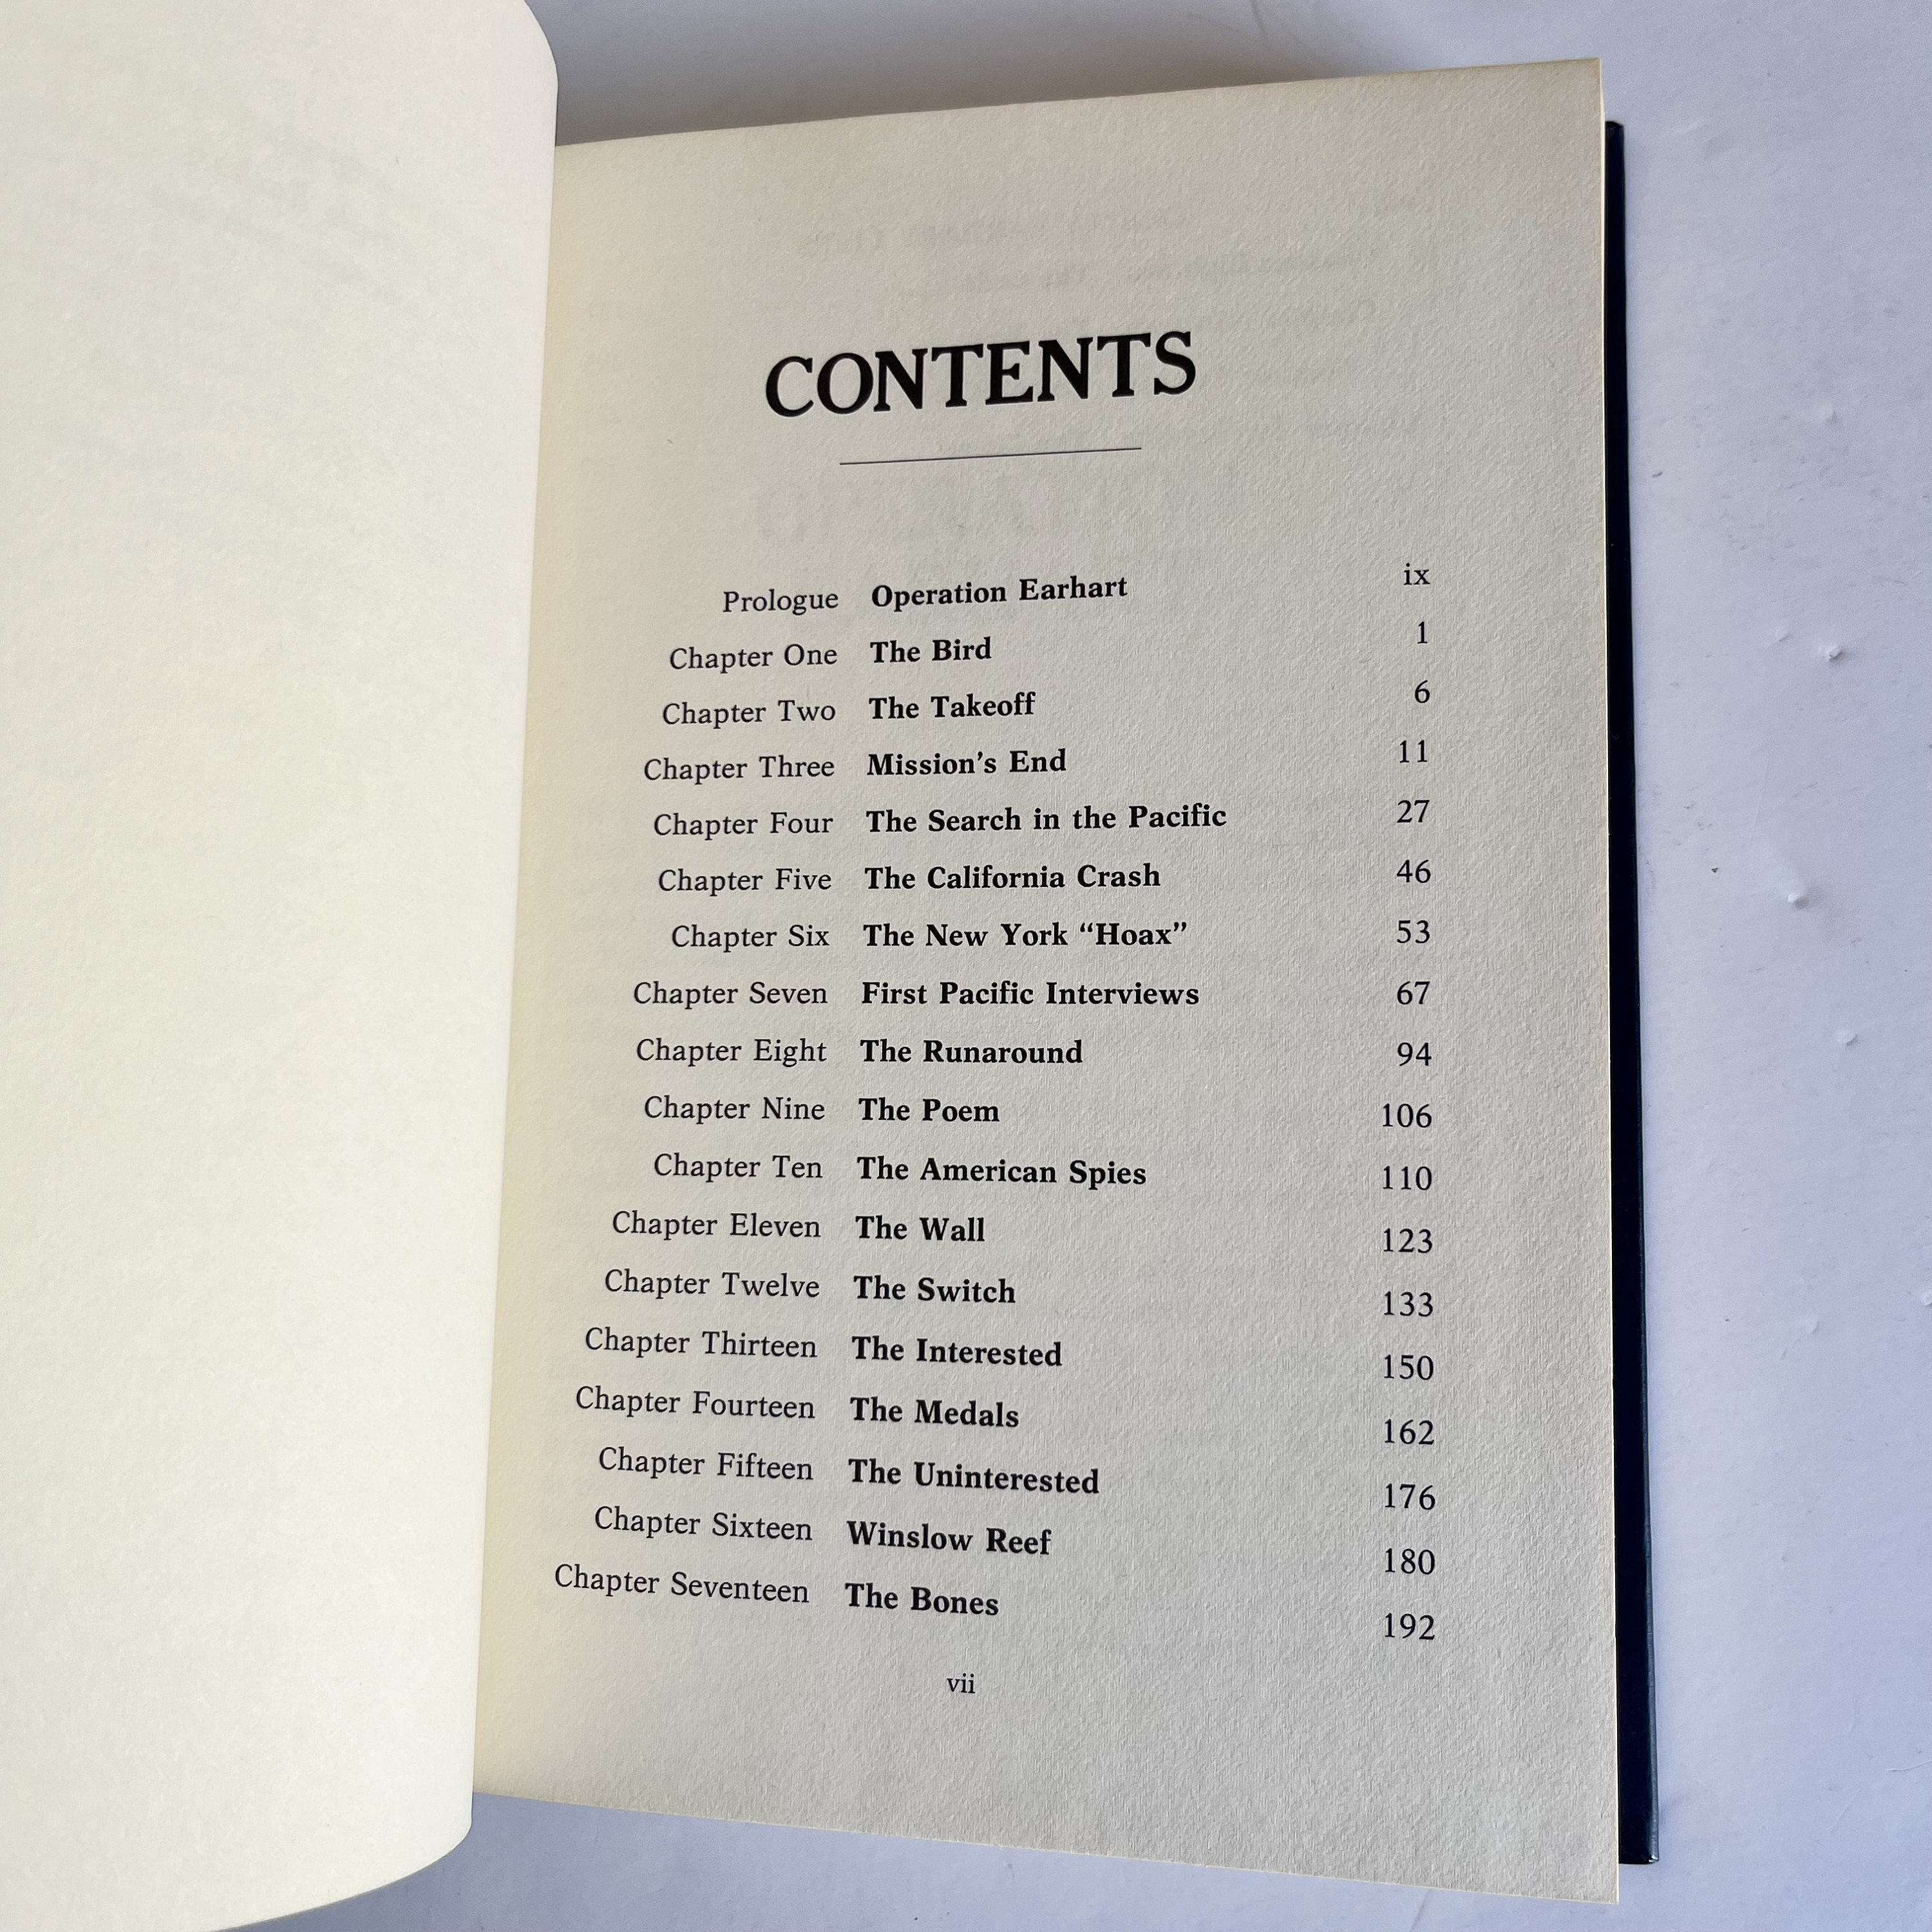 CONTENTS
Prologue Operation Earhart ix
Chapter One The Bird 1
Chapter Two The Takeoff 6
Chapter Three Mission’s End 11
Chapter Four The Search in the Pacific 27
Chapter Five The California Crash 46
Chapter Six The New York “Hoax” 53
Chapter Seven First Pacific Interviews 67
Chapter Eight The Runaround 94
Chapter Nine The Poem 106
Chapter Ten The American Spies 110
Chapter Eleven The Wall 123
Chapter Twelve The Switch 133
Chapter Thirteen The Interested 150
Chapter Fourteen The Medals 162
Chapter Fifteen The Uninterested 176
Chapter Sixteen Winslow Reef 180
Chapter Seventeen The Bones 192
vii